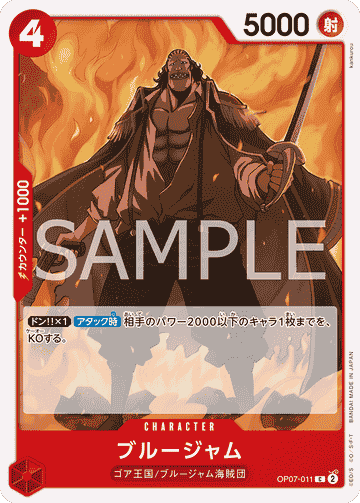 4
5000
射
kankurou
カウンター +1000
SAMPLE
ドン!!×1 アタック時 相手のパワー2000以下のキャラ1枚までを、
KOする。
CHARACTER
ブルージャム
ゴア王国/ブルージャム海賊団
OP07-011 C 2
©E.O/S. ©O./S・F・T BANDAI MADE IN JAPAN